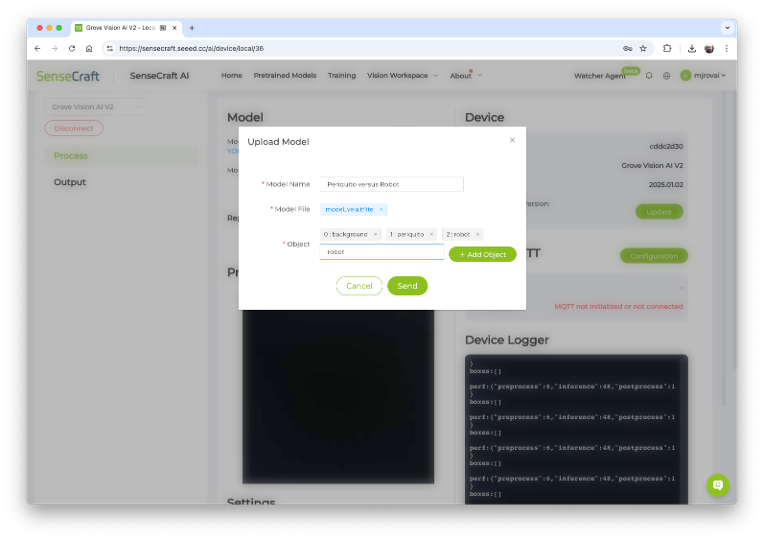 Grove Vision AI V2 – Loca
https://sensecraft.seeed.cc/ai/device/local/36
SenseCraft
SenseCraft AI
Home
Pretrained Models
Training
Vision Workspace
About
Watcher Agent
beta
mjrovai
Grove Vision AI V2
Disconnect
Process
Output
Model
Device
Mo
YOL
Mo
Re
Pr
cddc2d30
Grove Vision AI V2
2025.01.02
ersion:
Update
TT
Configuration
MQTT not initialized or not connected
Upload Model
* Model Name
Periquito versus Robot
* Model File
model_vela.tflite ×
* Object
0 : background ×
1 : periquito ×
2 : robot ×
robot
+ Add Object
Cancel
Send
Device Logger
}
boxes:[]
perf:{"preprocess":6,"inference":48,"postprocess":1
}
boxes:[]
perf:{"preprocess":6,"inference":48,"postprocess":1
}
boxes:[]
perf:{"preprocess":6,"inference":48,"postprocess":1
}
boxes:[]
perf:{"preprocess":6,"inference":48,"postprocess":1
}
boxes:[]
Settings